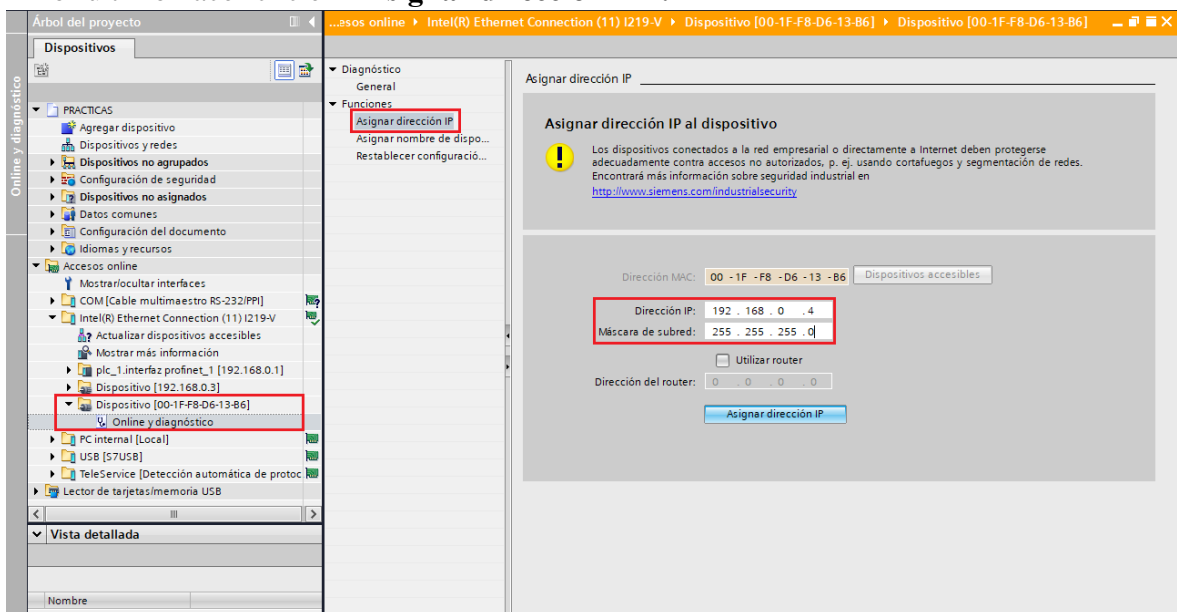 Árbol del proyecto
...esos online ▸ Intel(R) Ethernet Connection (11) I219-V ▸ Dispositivo [00-1F-F8-D6-13-B6] ▸ Dispositivo [00-1F-F8-D6-13-B6]
Dispositivos
Online y diagnóstico
PRACTICAS
Agregar dispositivo
Dispositivos y redes
Dispositivos no agrupados
Configuración de seguridad
Dispositivos no asignados
Datos comunes
Configuración del documento
Idiomas y recursos
Accesos online
Mostrar/ocultar interfaces
COM [Cable multimaestro RS-232/PPI]
Intel(R) Ethernet Connection (11) I219-V
Actualizar dispositivos accesibles
Mostrar más información
plc_1.interfaz profinet_1 [192.168.0.1]
Dispositivo [192.168.0.3]
Dispositivo [00-1F-F8-D6-13-B6]
Online y diagnóstico
PC internal [Local]
USB [S7USB]
TeleService [Detección automática de protoc
Lector de tarjetas/memoria USB
Vista detallada
Nombre
Diagnóstico
General
Funciones
Asignar dirección IP
Asignar nombre de dispo...
Restablecer configuració...
Asignar dirección IP
Asignar dirección IP al dispositivo
Los dispositivos conectados a la red empresarial o directamente a Internet deben protegerse
adecuadamente contra accesos no autorizados, p. ej. usando cortafuegos y segmentación de redes.
Encontrará más información sobre seguridad industrial en
http://www.siemens.com/industrialsecurity
Dirección MAC: 00 -1F -F8 -D6 -13 -B6 Dispositivos accesibles
Dirección IP: 192 . 168 . 0 . 4
Máscara de subred: 255 . 255 . 255 . 0
Utilizar router
Dirección del router: 0 . 0 . 0 . 0
Asignar dirección IP